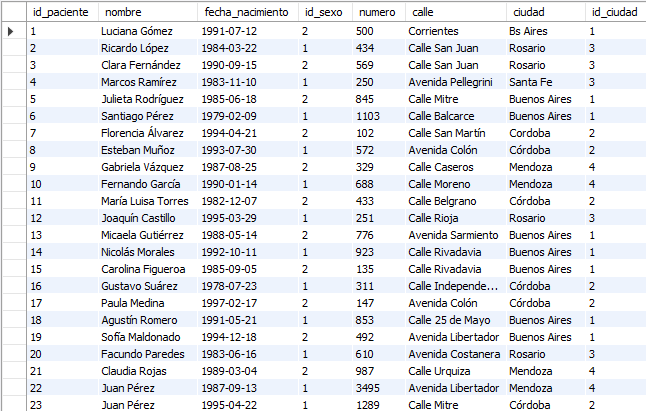 id_paciente nombre fecha_nacimiento id_sexo numero calle ciudad id_ciudad
1 Luciana Gómez 1991-07-12 2 500 Corrientes Bs Aires 1
2 Ricardo López 1984-03-22 1 434 Calle San Juan Rosario 3
3 Clara Fernández 1990-09-15 2 569 Calle San Juan Rosario 3
4 Marcos Ramírez 1983-11-10 1 250 Avenida Pellegrini Santa Fe 3
5 Julieta Rodríguez 1985-06-18 2 845 Calle Mitre Buenos Aires 1
6 Santiago Pérez 1979-02-09 1 1103 Calle Balcarce Buenos Aires 1
7 Florencia Álvarez 1994-04-21 2 102 Calle San Martín Córdoba 2
8 Esteban Muñoz 1993-07-30 1 572 Avenida Colón Córdoba 2
9 Gabriela Vázquez 1987-08-25 2 329 Calle Caseros Mendoza 4
10 Fernando García 1990-01-14 1 688 Calle Moreno Mendoza 4
11 María Luisa Torres 1982-12-07 2 433 Calle Belgrano Córdoba 2
12 Joaquín Castillo 1995-03-29 1 251 Calle Rioja Rosario 3
13 Micaela Gutiérrez 1988-05-14 2 776 Avenida Sarmiento Buenos Aires 1
14 Nicolás Morales 1992-10-11 1 923 Calle Rivadavia Buenos Aires 1
15 Carolina Figueroa 1985-09-05 2 135 Calle Rivadavia Buenos Aires 1
16 Gustavo Suárez 1978-07-23 1 311 Calle Independe... Córdoba 2
17 Paula Medina 1997-02-17 2 147 Avenida Colón Córdoba 2
18 Agustín Romero 1991-05-21 1 853 Calle 25 de Mayo Buenos Aires 1
19 Sofía Maldonado 1994-12-18 2 492 Avenida Libertador Buenos Aires 1
20 Facundo Paredes 1983-06-16 1 610 Avenida Costanera Rosario 3
21 Claudia Rojas 1989-03-04 2 987 Calle Urquiza Mendoza 4
22 Juan Pérez 1987-09-13 1 3495 Avenida Libertador Mendoza 4
23 Juan Pérez 1995-04-22 1 1289 Calle Mitre Córdoba 2